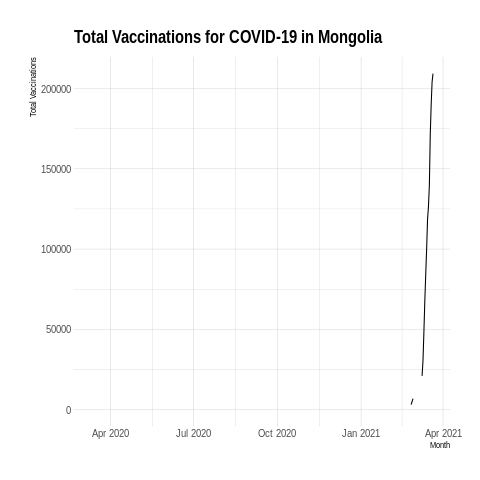 Total Vaccinations for COVID-19 in Mongolia
Total Vaccinations
200000
150000
100000
50000
0
Apr 2020 Jul 2020 Oct 2020 Jan 2021 Apr 2021
Month